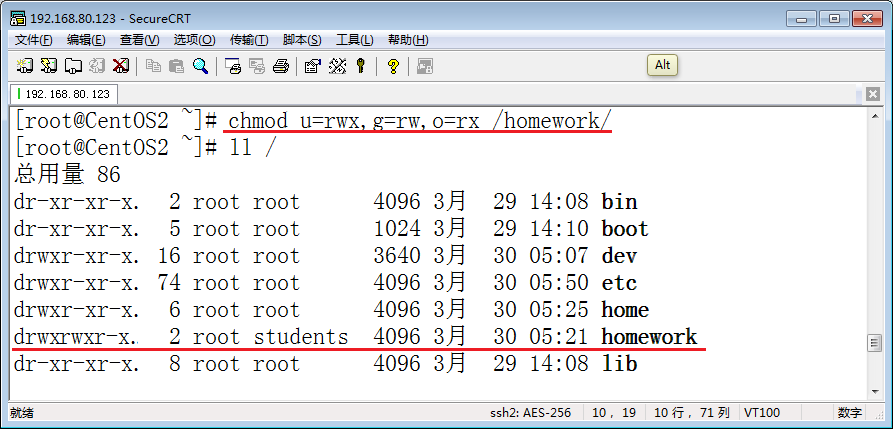 192.168.80.123 - SecureCRT
文件(F) 编辑(E) 查看(V) 选项(O) 传输(T) 脚本(S) 工具(L) 帮助(H)
Alt
192.168.80.123
[root@CentOS2 ~]# chmod u=rwx,g=rw,o=rx /homework/
[root@CentOS2 ~]# ll /
总用量 86
dr-xr-xr-x.  2 root root      4096 3月  29 14:08 bin
dr-xr-xr-x.  5 root root      1024 3月  29 14:10 boot
drwxr-xr-x. 16 root root      3640 3月  30 05:07 dev
drwxr-xr-x. 74 root root      4096 3月  30 05:50 etc
drwxr-xr-x.  6 root root      4096 3月  30 05:25 home
drwxrwxr-x.  2 root students  4096 3月  30 05:21 homework
dr-xr-xr-x.  8 root root      4096 3月  29 14:08 lib
就绪 ssh2: AES-256 10, 19 10 行, 71 列 VT100 数字